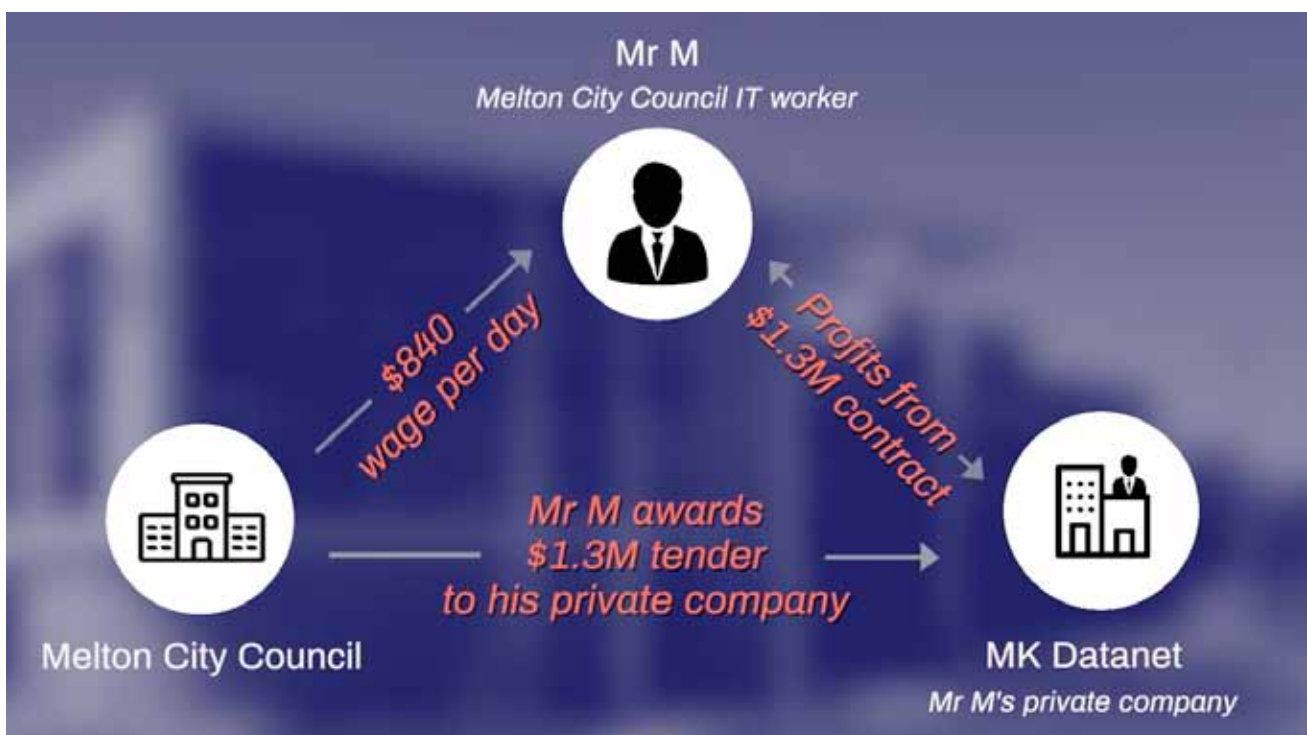 Mr M
Melton City Council IT worker
$840
wage per day
Profits from
$1.3M contract
Mr M awards
$1.3M tender
to his private company
Melton City Council
MK Datanet
Mr M's private company